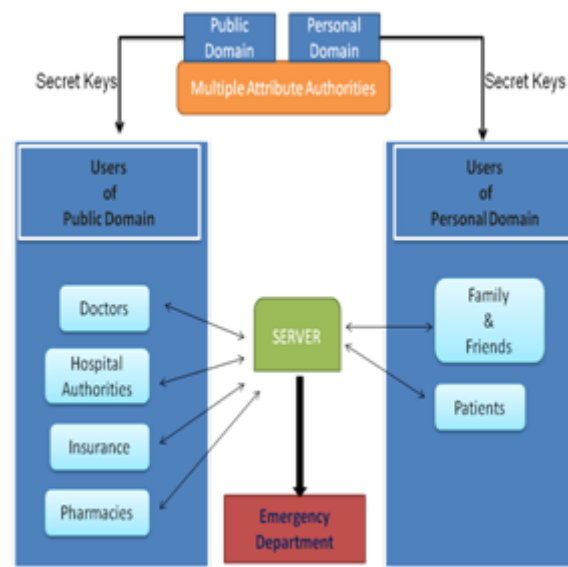 Public
Domain
Personal
Domain
Secret Keys
Multiple Attribute Authorities
Secret Keys
Users
of
Public Domain
Users
of
Personal Domain
Doctors
Hospital
Authorities
Insurance
Pharmacies
SERVER
Family
&
Friends
Patients
Emergency
Department